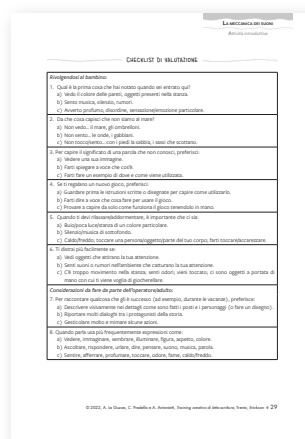 LA MECCANICA DEI SUONI
Attività introduttive
CHECKLIST DI VALUTAZIONE
Rivolgendosi al bambino:
1. Qual è la prima cosa che hai notato quando sei entrato qui?
a) Vedo il colore delle pareti, oggetti presenti nella stanza.
b) Sento musica, silenzio, rumori.
c) Avverto profumo, disordine, sensazione/emozione particolare.
2. Da che cosa capisci che non siamo al mare?
a) Non vedo... il mare, gli ombrelloni.
b) Non sento... le onde, i gabbiani.
c) Non tocco/sento... con i piedi la sabbia, i sassi che scottano.
3. Per capire il significato di una parola che non conosci, preferisci:
a) Vedere una sua immagine.
b) Farti spiegare a voce che cos'è.
c) Farti fare un esempio di dove e come viene utilizzata.
4. Se ti regalano un nuovo gioco, preferisci:
a) Guardare prima le istruzioni scritte o disegnate per capire come utilizzarlo.
b) Farti dire a voce che cosa fare per usare il gioco.
c) Provare a capire da solo come funziona il gioco tenendolo in mano.
5. Quando ti devi rilassare/addormentare, è importante che ci sia:
a) Buio/poca luce/stanza di un colore particolare.
b) Silenzio/musica di sottofondo.
c) Caldo/freddo, toccare una persona/oggetto/parte del tuo corpo, farti toccare/accarezzare.
6. Ti distrai più facilmente se:
a) Vedi oggetti che attirano la tua attenzione.
b) Senti suoni o rumori nell'ambiente che catturano la tua attenzione.
c) C'è troppo movimento nella stanza, senti odori; vieni toccato; ci sono oggetti a portata di
mano con cui ti viene voglia di giocherellare.
Considerazioni da fare da parte dell'operatore/adulto:
7. Per raccontare qualcosa che gli è successo (ad esempio, durante le vacanze), preferisce:
a) Descrivere visivamente nei dettagli come sono fatti i posti e i personaggi (o fare un disegno).
b) Riportare molti dialoghi tra i protagonisti della storia.
c) Gesticolare molto e mimare alcune azioni.
8. Quando parla usa più frequentemente espressioni come:
a) Vedere, immaginare, sembrare, illuminare, figura, aspetto, colore.
b) Ascoltare, rispondere, urlare, dire, pensare, suono, musica, parola.
c) Sentire, afferrare, profumare, toccare, odore, fame, caldo/freddo.
© 2022, A. Lo Guasso, C. Pradella e A. Antonietti, Training creativo di letto-scrittura, Trento, Erickson ♦ 29